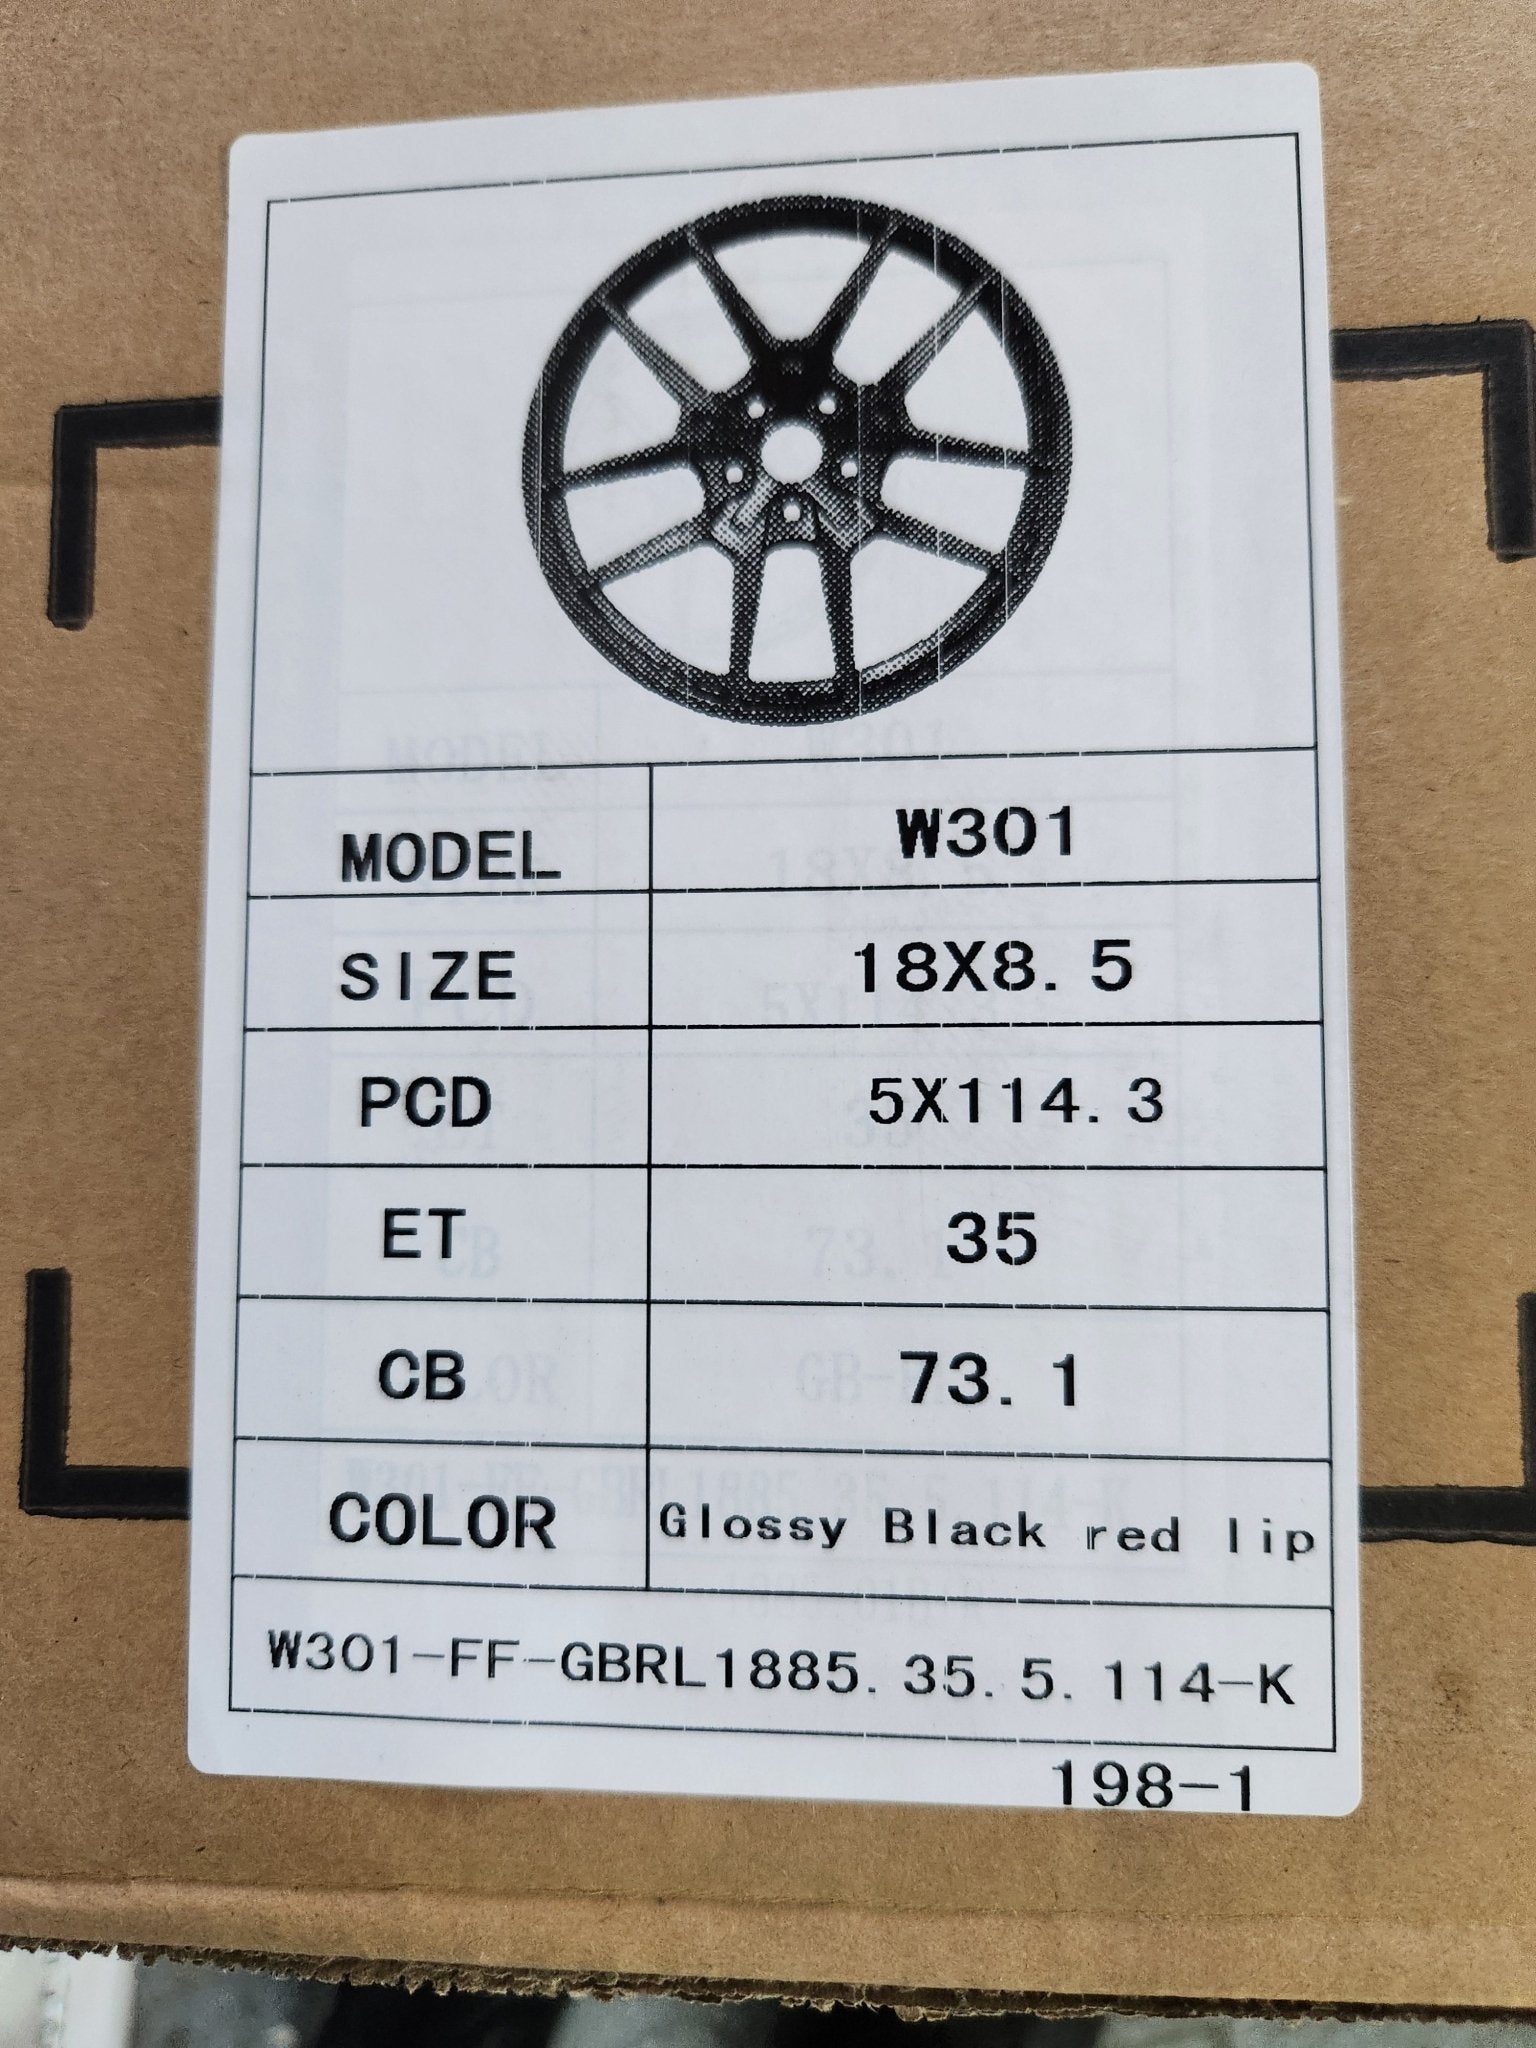 MODEL W301
SIZE 18X8.5
PCD 5X114.3
ET 35
CB 73.1
COLOR Glossy Black red lip
W301-FF-GBRL1885.35.5.114-K
198-1